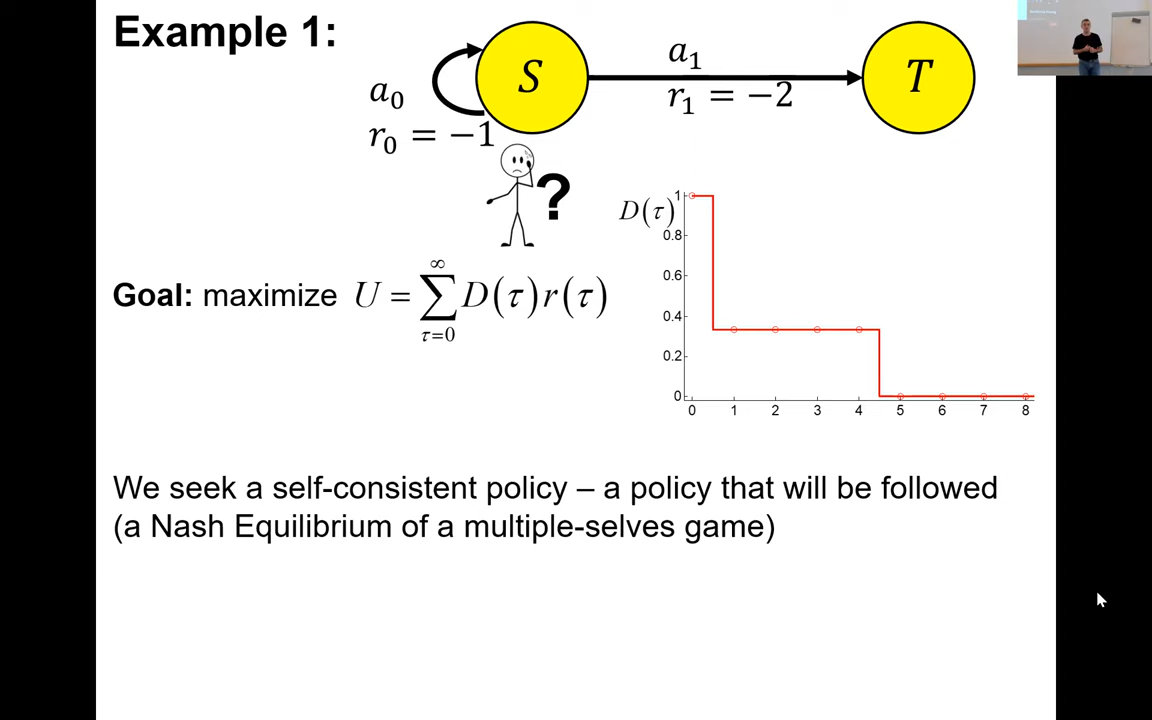 Example 1:
S
T
a₁
r₁ = −2
a₀
r₀ = −1
?
D(τ)
1
0.8
0.6
0.4
0.2
0
0 1 2 3 4 5 6 7 8
Goal: maximize U = ∑_{τ=0}^{∞} D(τ)r(τ)
We seek a self-consistent policy – a policy that will be followed
(a Nash Equilibrium of a multiple-selves game)